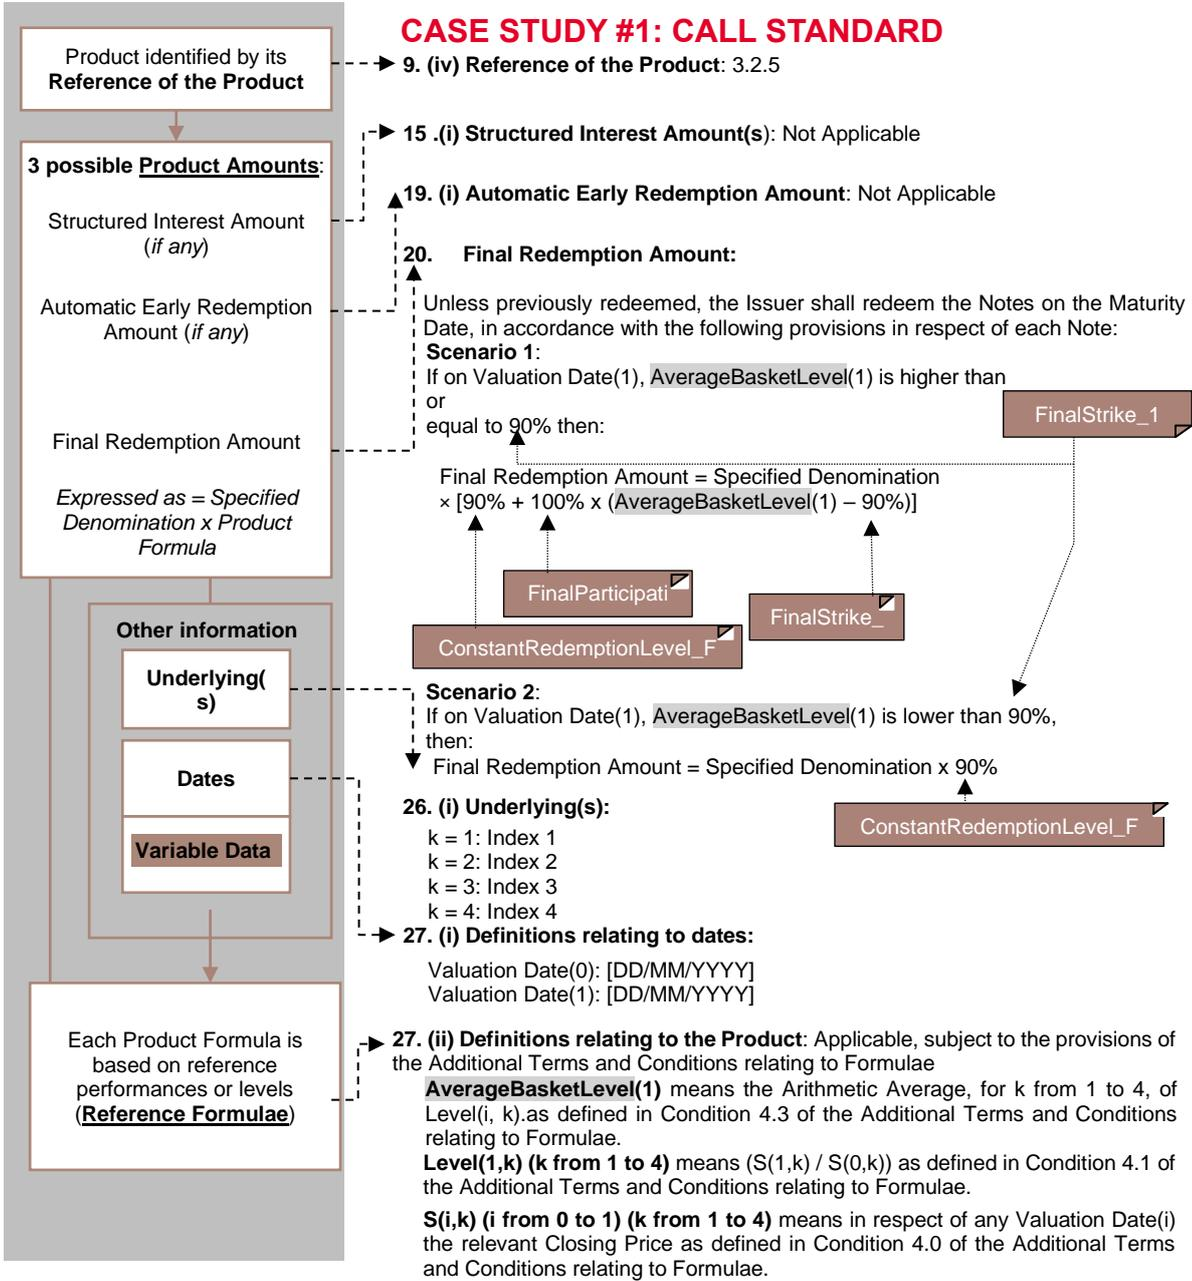 CASE STUDY #1: CALL STANDARD
Product identified by its
Reference of the Product
9. (iv) Reference of the Product: 3.2.5
3 possible Product Amounts:
Structured Interest Amount
(if any)
Automatic Early Redemption
Amount (if any)
Final Redemption Amount
Expressed as = Specified
Denomination x Product
Formula
15 .(i) Structured Interest Amount(s): Not Applicable
19. (i) Automatic Early Redemption Amount: Not Applicable
20. Final Redemption Amount:
Unless previously redeemed, the Issuer shall redeem the Notes on the Maturity
Date, in accordance with the following provisions in respect of each Note:
Scenario 1:
If on Valuation Date(1), AverageBasketLevel(1) is higher than
or
equal to 90% then:
FinalStrike_1
Final Redemption Amount = Specified Denomination
× [90% + 100% x (AverageBasketLevel(1) – 90%)]
FinalParticipati
FinalStrike_
ConstantRedemptionLevel_F
Other information
Underlying(
s)
Dates
Variable Data
Scenario 2:
If on Valuation Date(1), AverageBasketLevel(1) is lower than 90%,
then:
Final Redemption Amount = Specified Denomination x 90%
ConstantRedemptionLevel_F
26. (i) Underlying(s):
k = 1: Index 1
k = 2: Index 2
k = 3: Index 3
k = 4: Index 4
27. (i) Definitions relating to dates:
Valuation Date(0): [DD/MM/YYYY]
Valuation Date(1): [DD/MM/YYYY]
Each Product Formula is
based on reference
performances or levels
(Reference Formulae)
27. (ii) Definitions relating to the Product: Applicable, subject to the provisions of
the Additional Terms and Conditions relating to Formulae
AverageBasketLevel(1) means the Arithmetic Average, for k from 1 to 4, of
Level(i, k).as defined in Condition 4.3 of the Additional Terms and Conditions
relating to Formulae.
Level(1,k) (k from 1 to 4) means (S(1,k) / S(0,k)) as defined in Condition 4.1 of
the Additional Terms and Conditions relating to Formulae.
S(i,k) (i from 0 to 1) (k from 1 to 4) means in respect of any Valuation Date(i)
the relevant Closing Price as defined in Condition 4.0 of the Additional Terms
and Conditions relating to Formulae.